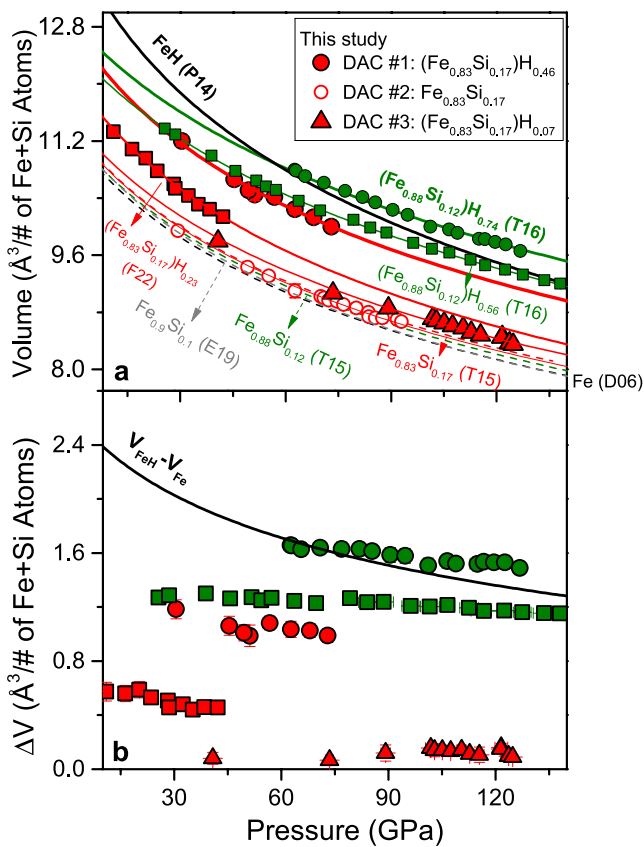 12.8
11.2
9.6
8.0
Volume (Å³/# of Fe+Si Atoms)
FeH (P14)
This study
DAC #1: (Fe₀.₈₃Si₀.₁₇)H₀.₄₆
DAC #2: Fe₀.₈₃Si₀.₁₇
DAC #3: (Fe₀.₈₃Si₀.₁₇)H₀.₀₇
(Fe₀.₈₈Si₀.₁₂)H₀.₇₄ (T16)
(Fe₀.₈₈Si₀.₁₂)H₀.₅₆ (T16)
(Fe₀.₈₃Si₀.₁₇)H₀.₂₃
(F22)
Fe₀.₉Si₀.₁ (E19)
Fe₀.₈₈Si₀.₁₂ (T15)
Fe₀.₈₃Si₀.₁₇ (T15)
Fe (D06)
a
2.4
1.6
0.8
0.0
ΔV (Å³/# of Fe+Si Atoms)
V_FeH-V_Fe
b
30
60
90
120
Pressure (GPa)